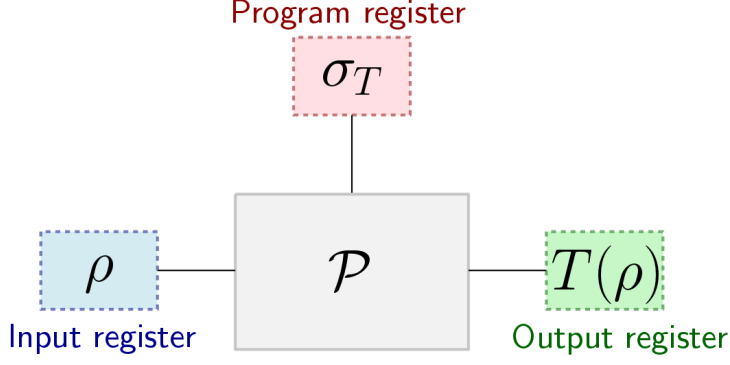 Program register
σ_T
ρ
𝒫
T(ρ)
Input register
Output register